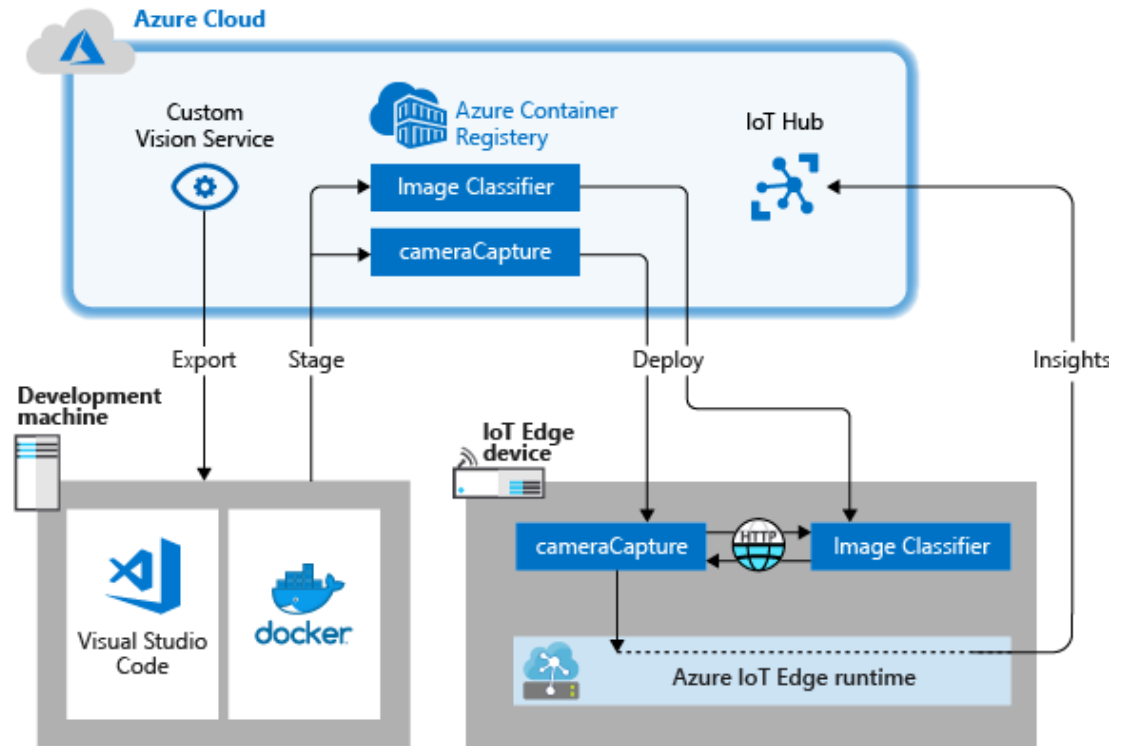 Azure Cloud
Custom
Vision Service
Azure Container
Registery
IoT Hub
Image Classifier
cameraCapture
Export
Stage
Deploy
Insights
Development
machine
IoT Edge
device
cameraCapture
HTTP
Image Classifier
Visual Studio
Code
docker
Azure IoT Edge runtime